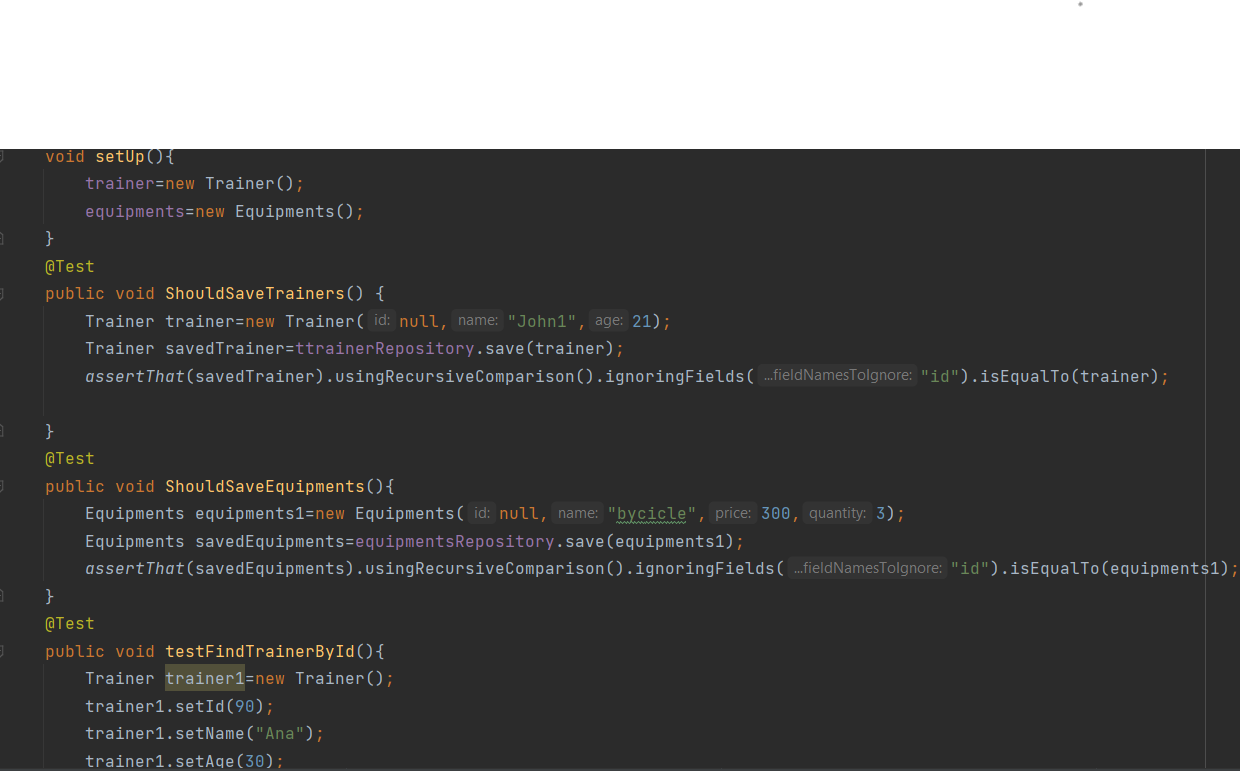 void setUp(){
trainer=new Trainer();
equipments=new Equipments();
}
@Test
public void ShouldSaveTrainers() {
Trainer trainer=new Trainer( id: null, name: "John1", age: 21);
Trainer savedTrainer=ttrainerRepository.save(trainer);
assertThat(savedTrainer).usingRecursiveComparison().ignoringFields( ...fieldNamesToIgnore: "id").isEqualTo(trainer);
}
@Test
public void ShouldSaveEquipments(){
Equipments equipments1=new Equipments( id: null, name: "bycicle", price: 300, quantity: 3);
Equipments savedEquipments=equipmentsRepository.save(equipments1);
assertThat(savedEquipments).usingRecursiveComparison().ignoringFields( ...fieldNamesToIgnore: "id").isEqualTo(equipments1);
}
@Test
public void testFindTrainerById(){
Trainer trainer1=new Trainer();
trainer1.setId(90);
trainer1.setName("Ana");
trainer1.setAge(30);